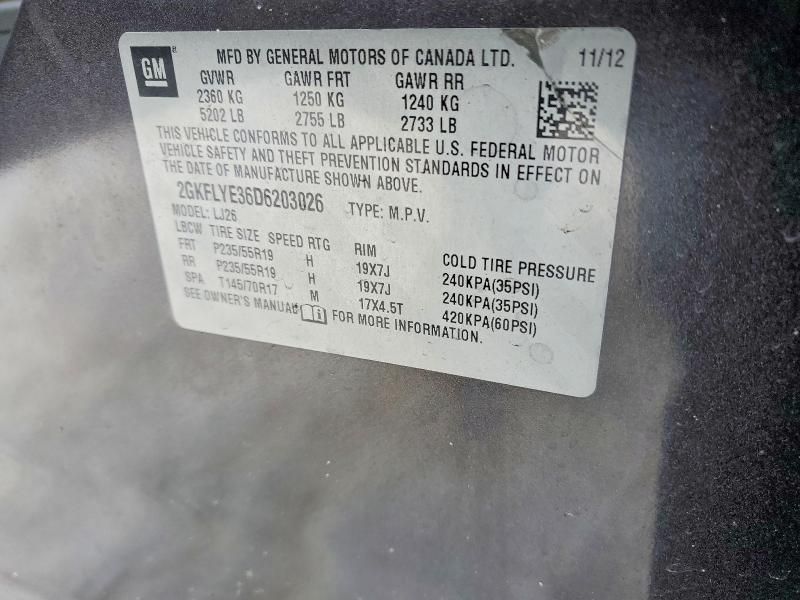 GM
MFD BY GENERAL MOTORS OF CANADA LTD. 11/12
GVWR GAWR FRT GAWR RR
2360 KG 1250 KG 1240 KG
5202 LB 2755 LB 2733 LB
THIS VEHICLE CONFORMS TO ALL APPLICABLE U.S. FEDERAL MOTOR
VEHICLE SAFETY AND THEFT PREVENTION STANDARDS IN EFFECT ON
THE DATE OF MANUFACTURE SHOWN ABOVE.
2GKFLYE36D6203026 TYPE: M.P.V.
MODEL: LJ26
LBCW TIRE SIZE SPEED RTG RIM COLD TIRE PRESSURE
FRT P235/55R19 H 19X7J 240KPA(35PSI)
RR P235/55R19 H 19X7J 240KPA(35PSI)
SPA T145/70R17 M 17X4.5T 420KPA(60PSI)
SEE OWNER'S MANUAL FOR MORE INFORMATION.